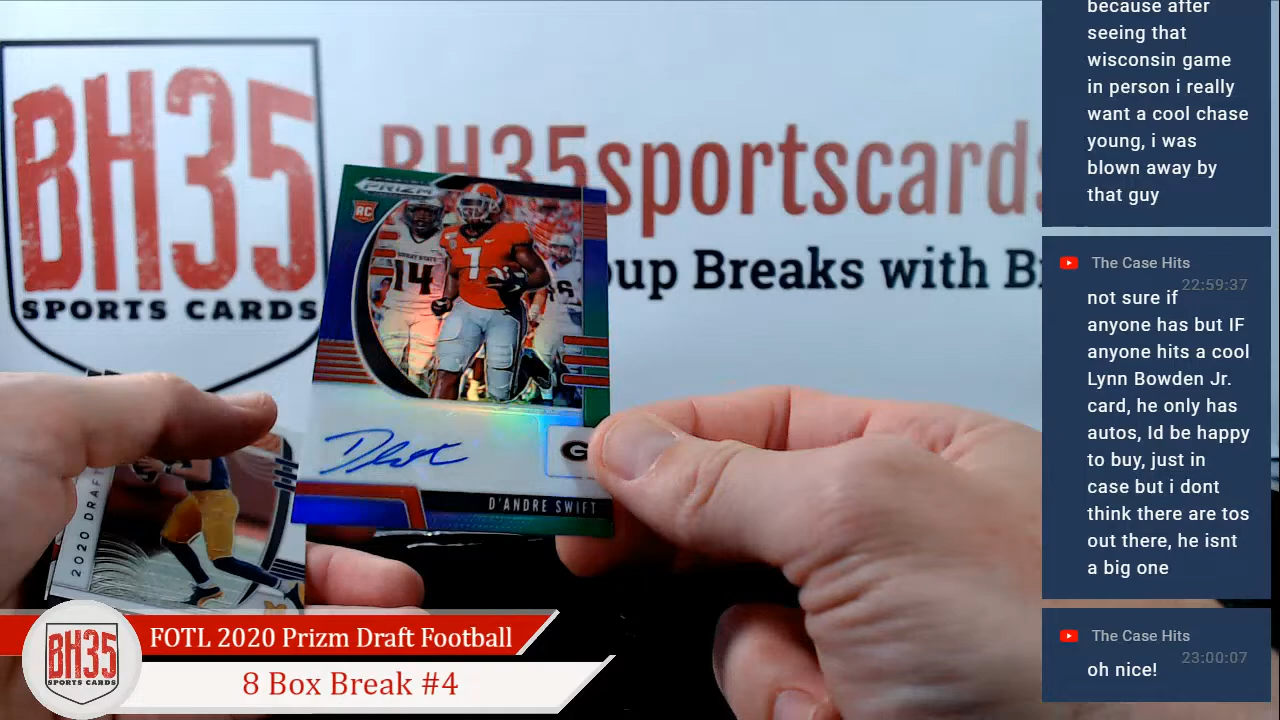 BH35
SPORTS CARDS
BH35sportscards
oup Breaks with B
PRIZM
RC
14
7
G
D'ANDRE SWIFT
2020 DRAFT
BH35
SPORTS CARDS
FOTL 2020 Prizm Draft Football
8 Box Break #4
because after
seeing that
wisconsin game
in person i really
want a cool chase
young, i was
blown away by
that guy
The Case Hits
22:59:37
not sure if
anyone has but IF
anyone hits a cool
Lynn Bowden Jr.
card, he only has
autos, Id be happy
to buy, just in
case but i dont
think there are tos
out there, he isnt
a big one
The Case Hits
23:00:07
oh nice!